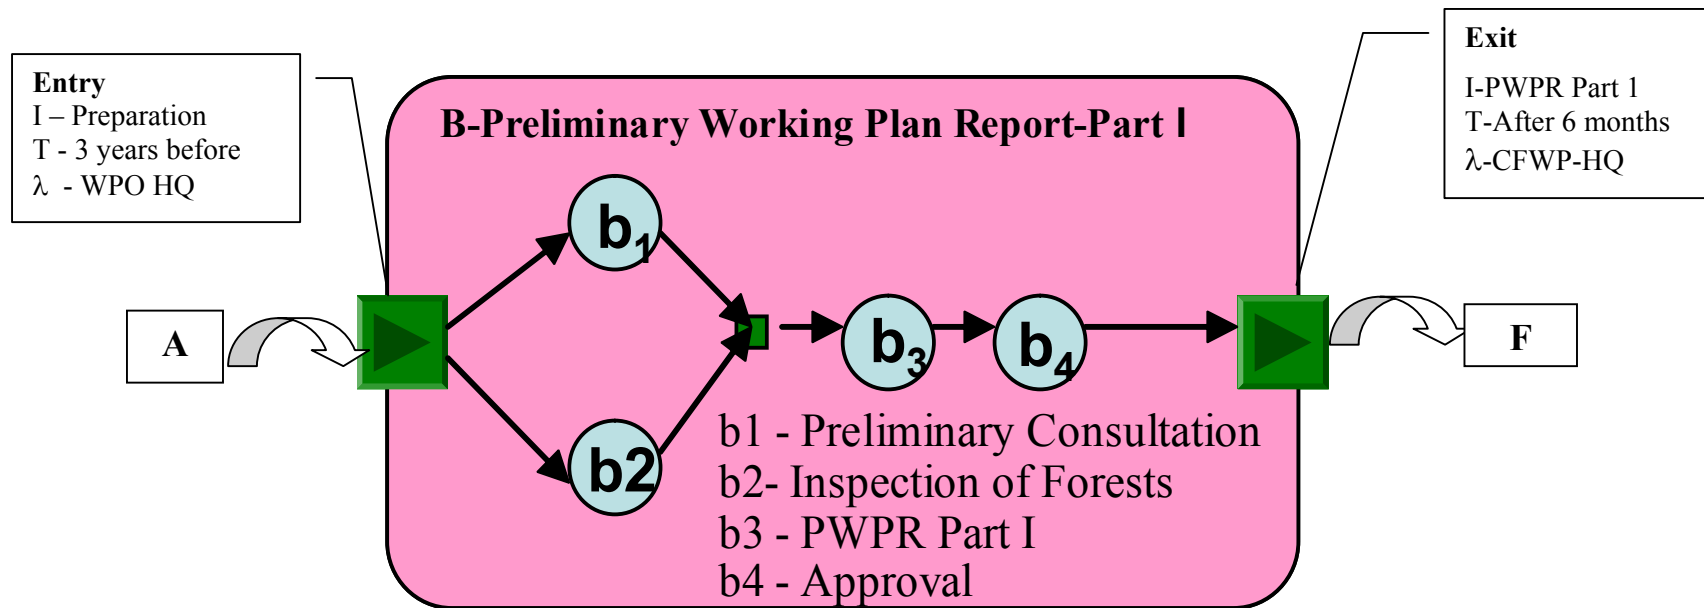 Entry
I – Preparation
T - 3 years before
λ - WPO HQ
Exit
I-PWPR Part 1
T-After 6 months
λ-CFWP-HQ
B-Preliminary Working Plan Report-Part I
A
b1
b2
b3
b4
F
b1 - Preliminary Consultation
b2- Inspection of Forests
b3 - PWPR Part I
b4 - Approval